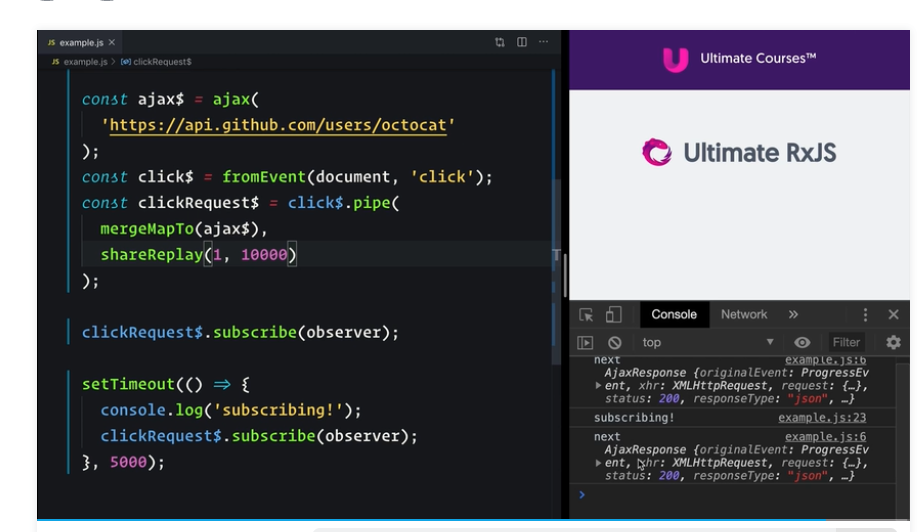 JS example.js ×
JS example.js > clickRequest$
const ajax$ = ajax(
'https://api.github.com/users/octocat'
);
const click$ = fromEvent(document, 'click');
const clickRequest$ = click$.pipe(
mergeMapTo(ajax$),
shareReplay(1, 10000)
);
clickRequest$.subscribe(observer);
setTimeout(() ⇒ {
console.log('subscribing!');
clickRequest$.subscribe(observer);
}, 5000);
Ultimate Courses™
Ultimate RxJS
Console Network »
top Filter
next example.js:6
AjaxResponse {originalEvent: ProgressEv
ent, xhr: XMLHttpRequest, request: {…},
status: 200, responseType: "json", …}
subscribing! example.js:23
next example.js:6
AjaxResponse {originalEvent: ProgressEv
ent, xhr: XMLHttpRequest, request: {…},
status: 200, responseType: "json", …}